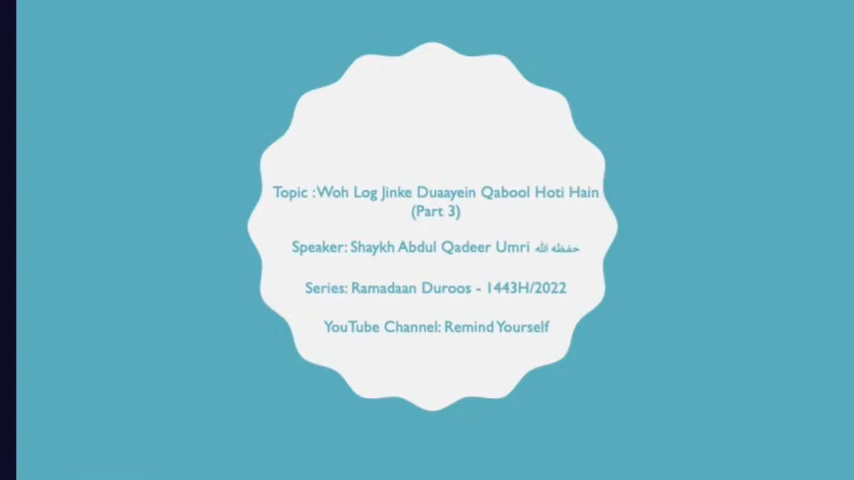 Topic : Woh Log Jinke Duaayein Qabool Hoti Hain
(Part 3)
Speaker: Shaykh Abdul Qadeer Umri حفظه الله
Series: Ramadaan Duroos - 1443H/2022
YouTube Channel: Remind Yourself